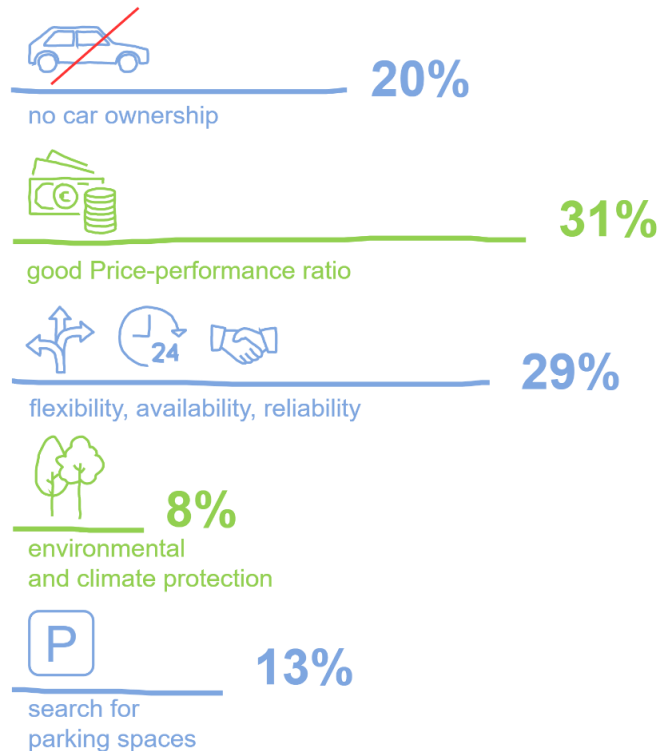 20%
no car ownership
€
31%
good Price-performance ratio
24
29%
flexibility, availability, reliability
8%
environmental
and climate protection
P
13%
search for
parking spaces